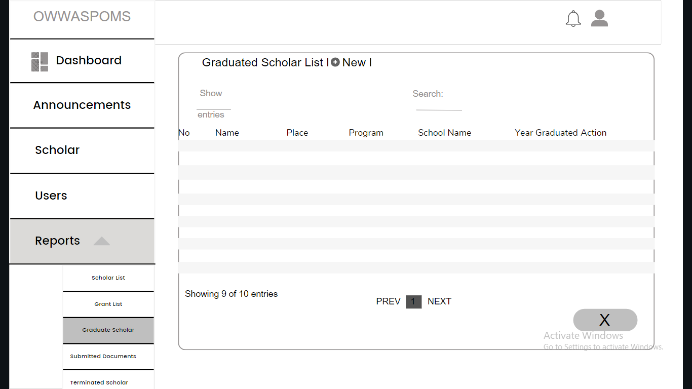 OWWASPOMS
Dashboard
Announcements
Scholar
Users
Reports
Scholar List
Grant List
Graduate Scholar
Submitted Documents
Terminated Scholar
Graduated Scholar List | New |
Show
entries
Search:
No Name Place Program School Name Year Graduated Action
Showing 9 of 10 entries
PREV 1 NEXT
X
Activate Windows
Go to Settings to activate Windows.